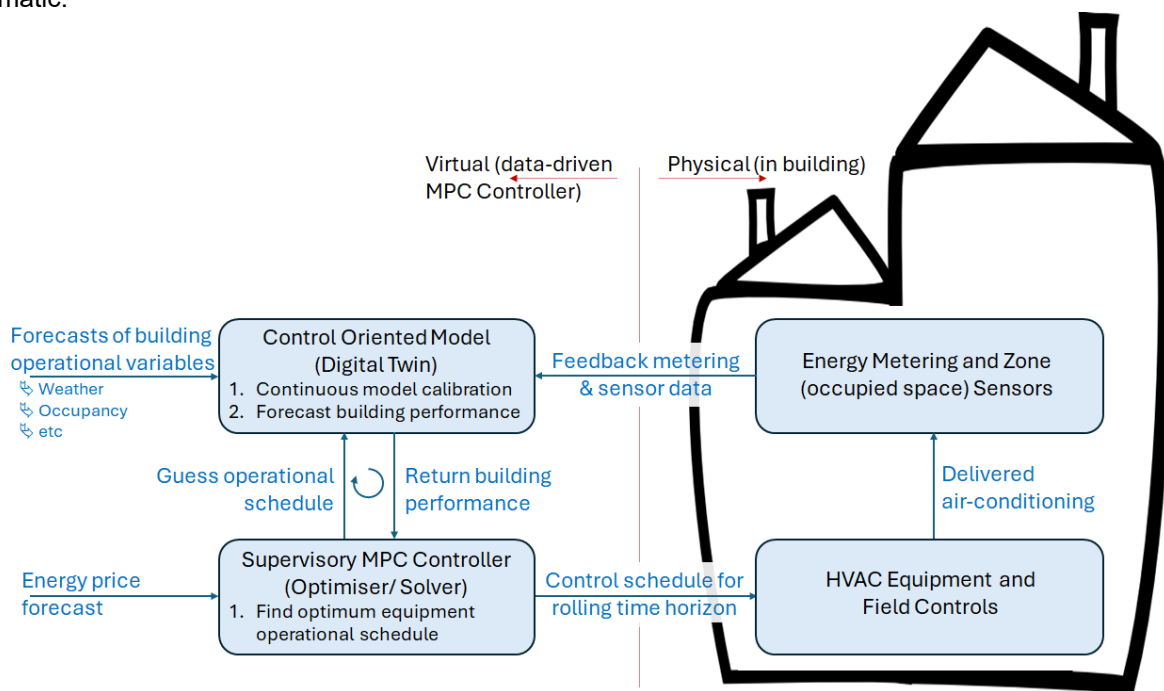 matic.
Virtual (data-driven
MPC Controller)
Physical (in building)
Forecasts of building
operational variables
Weather
Occupancy
etc
Control Oriented Model
(Digital Twin)
1. Continuous model calibration
2. Forecast building performance
Feedback metering
& sensor data
Energy Metering and Zone
(occupied space) Sensors
Guess operational
schedule
Return building
performance
Delivered
air-conditioning
Energy price
forecast
Supervisory MPC Controller
(Optimiser/ Solver)
1. Find optimum equipment
operational schedule
Control schedule for
rolling time horizon
HVAC Equipment and
Field Controls